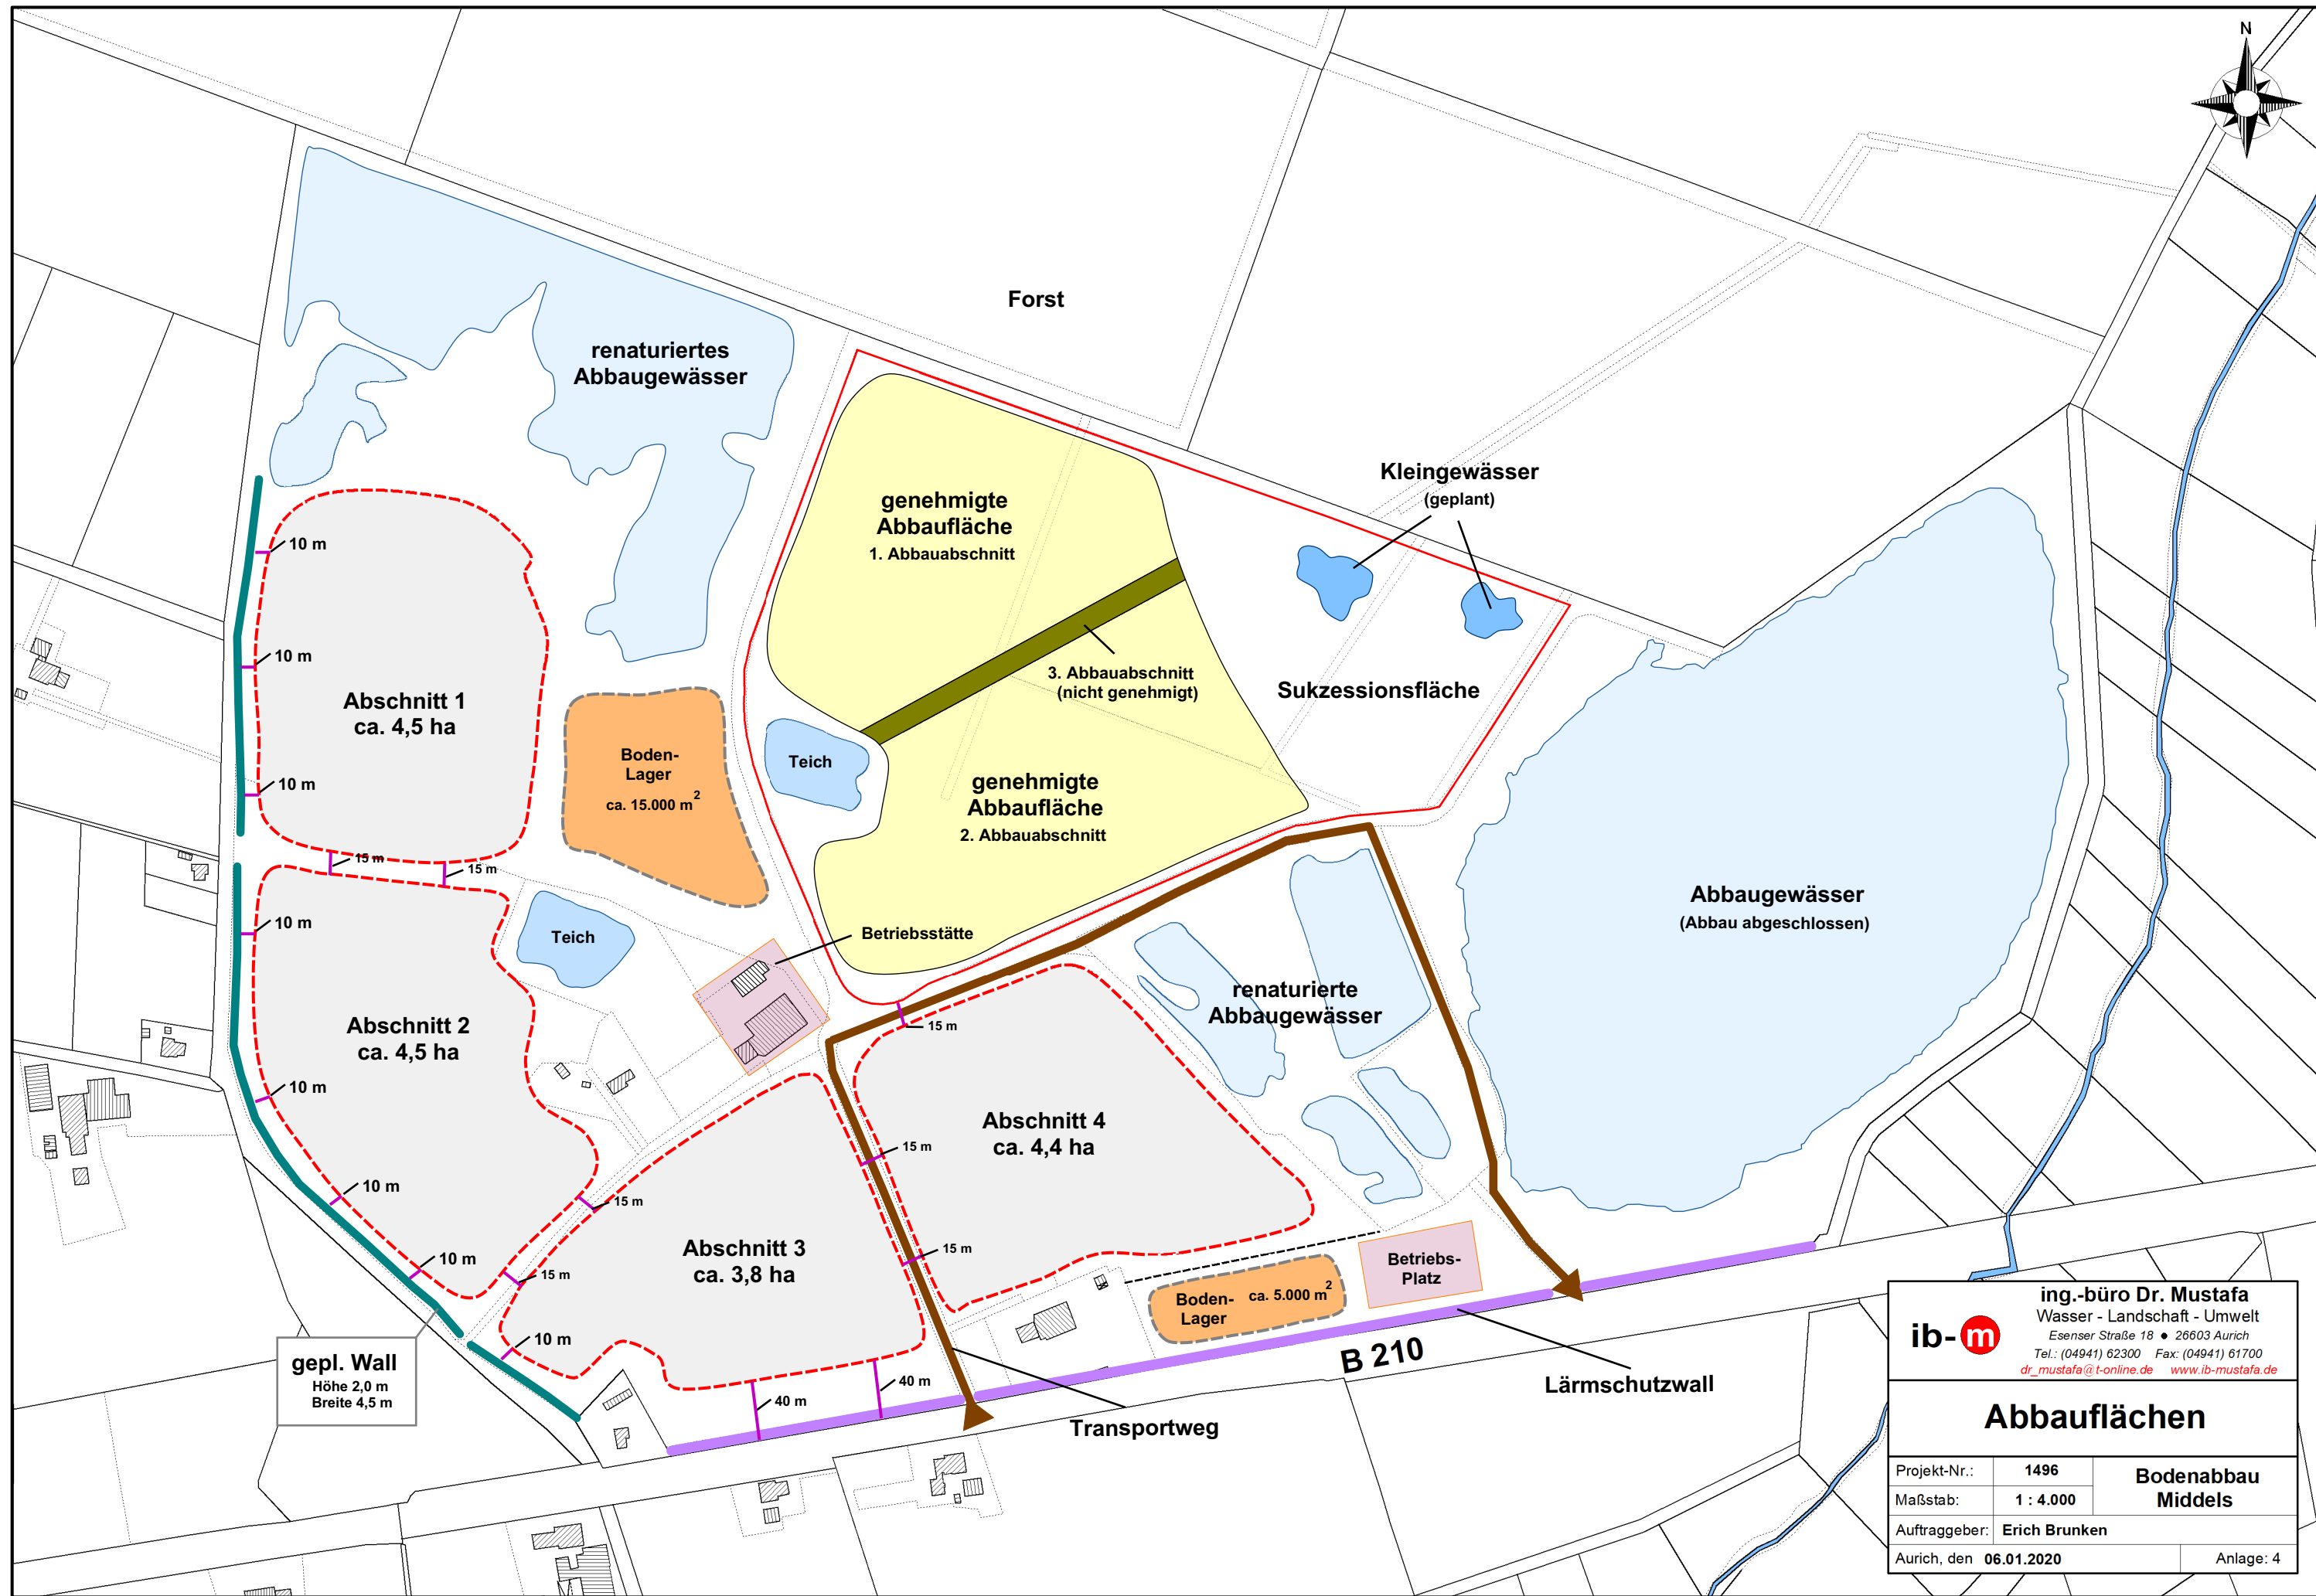 N
Forst
renaturiertes
Abbaugewässer
Kleingewässer
(geplant)
genehmigte
Abbaufläche
1. Abbauabschnitt
10 m
10 m
3. Abbauabschnitt
(nicht genehmigt)
Sukzessionsfläche
Abschnitt 1
ca. 4,5 ha
Boden-
Lager
ca. 15.000 m2
Teich
10 m
genehmigte
Abbaufläche
2. Abbauabschnitt
15 m
15 m
Abbaugewässer
(Abbau abgeschlossen)
10 m
Teich
Betriebsstätte
renaturierte
Abbaugewässer
Abschnitt 2
ca. 4,5 ha
15 m
10 m
Abschnitt 4
ca. 4,4 ha
15 m
10 m
15 m
Abschnitt 3
ca. 3,8 ha
15 m
10 m
15 m
Betriebs-
Platz
Boden-
Lager
ca. 5.000 m2
10 m
B 210
gepl. Wall
Höhe 2,0 m
Breite 4,5 m
40 m
40 m
Lärmschutzwall
Transportweg
ib-m
ing.-büro Dr. Mustafa
Wasser - Landschaft - Umwelt
Esenser Straße 18 ● 26603 Aurich
Tel.: (04941) 62300 Fax: (04941) 61700
dr_mustafa@t-online.de www.ib-mustafa.de
Abbauflächen
Projekt-Nr.: 1496
Maßstab: 1 : 4.000
Bodenabbau
Middels
Auftraggeber: Erich Brunken
Aurich, den 06.01.2020 Anlage: 4